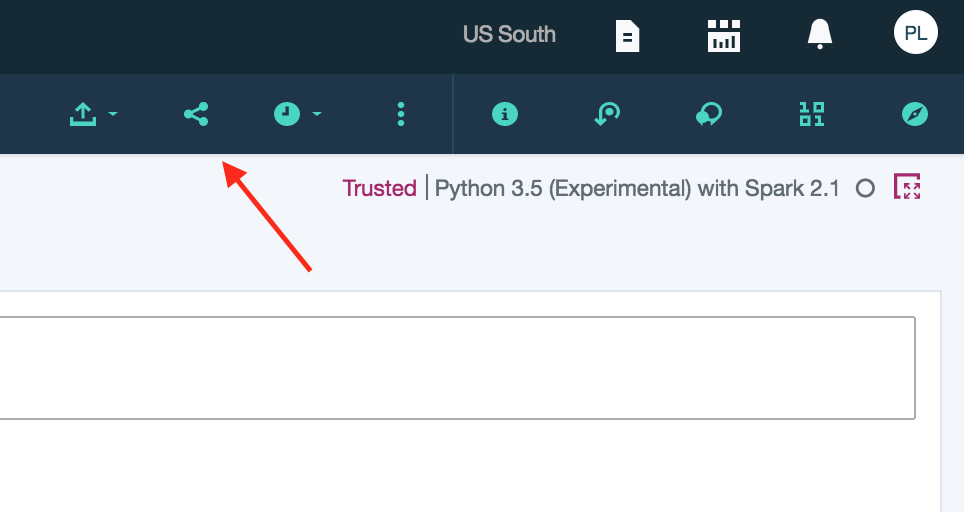 US South
PL
Trusted
Python 3.5 (Experimental) with Spark 2.1